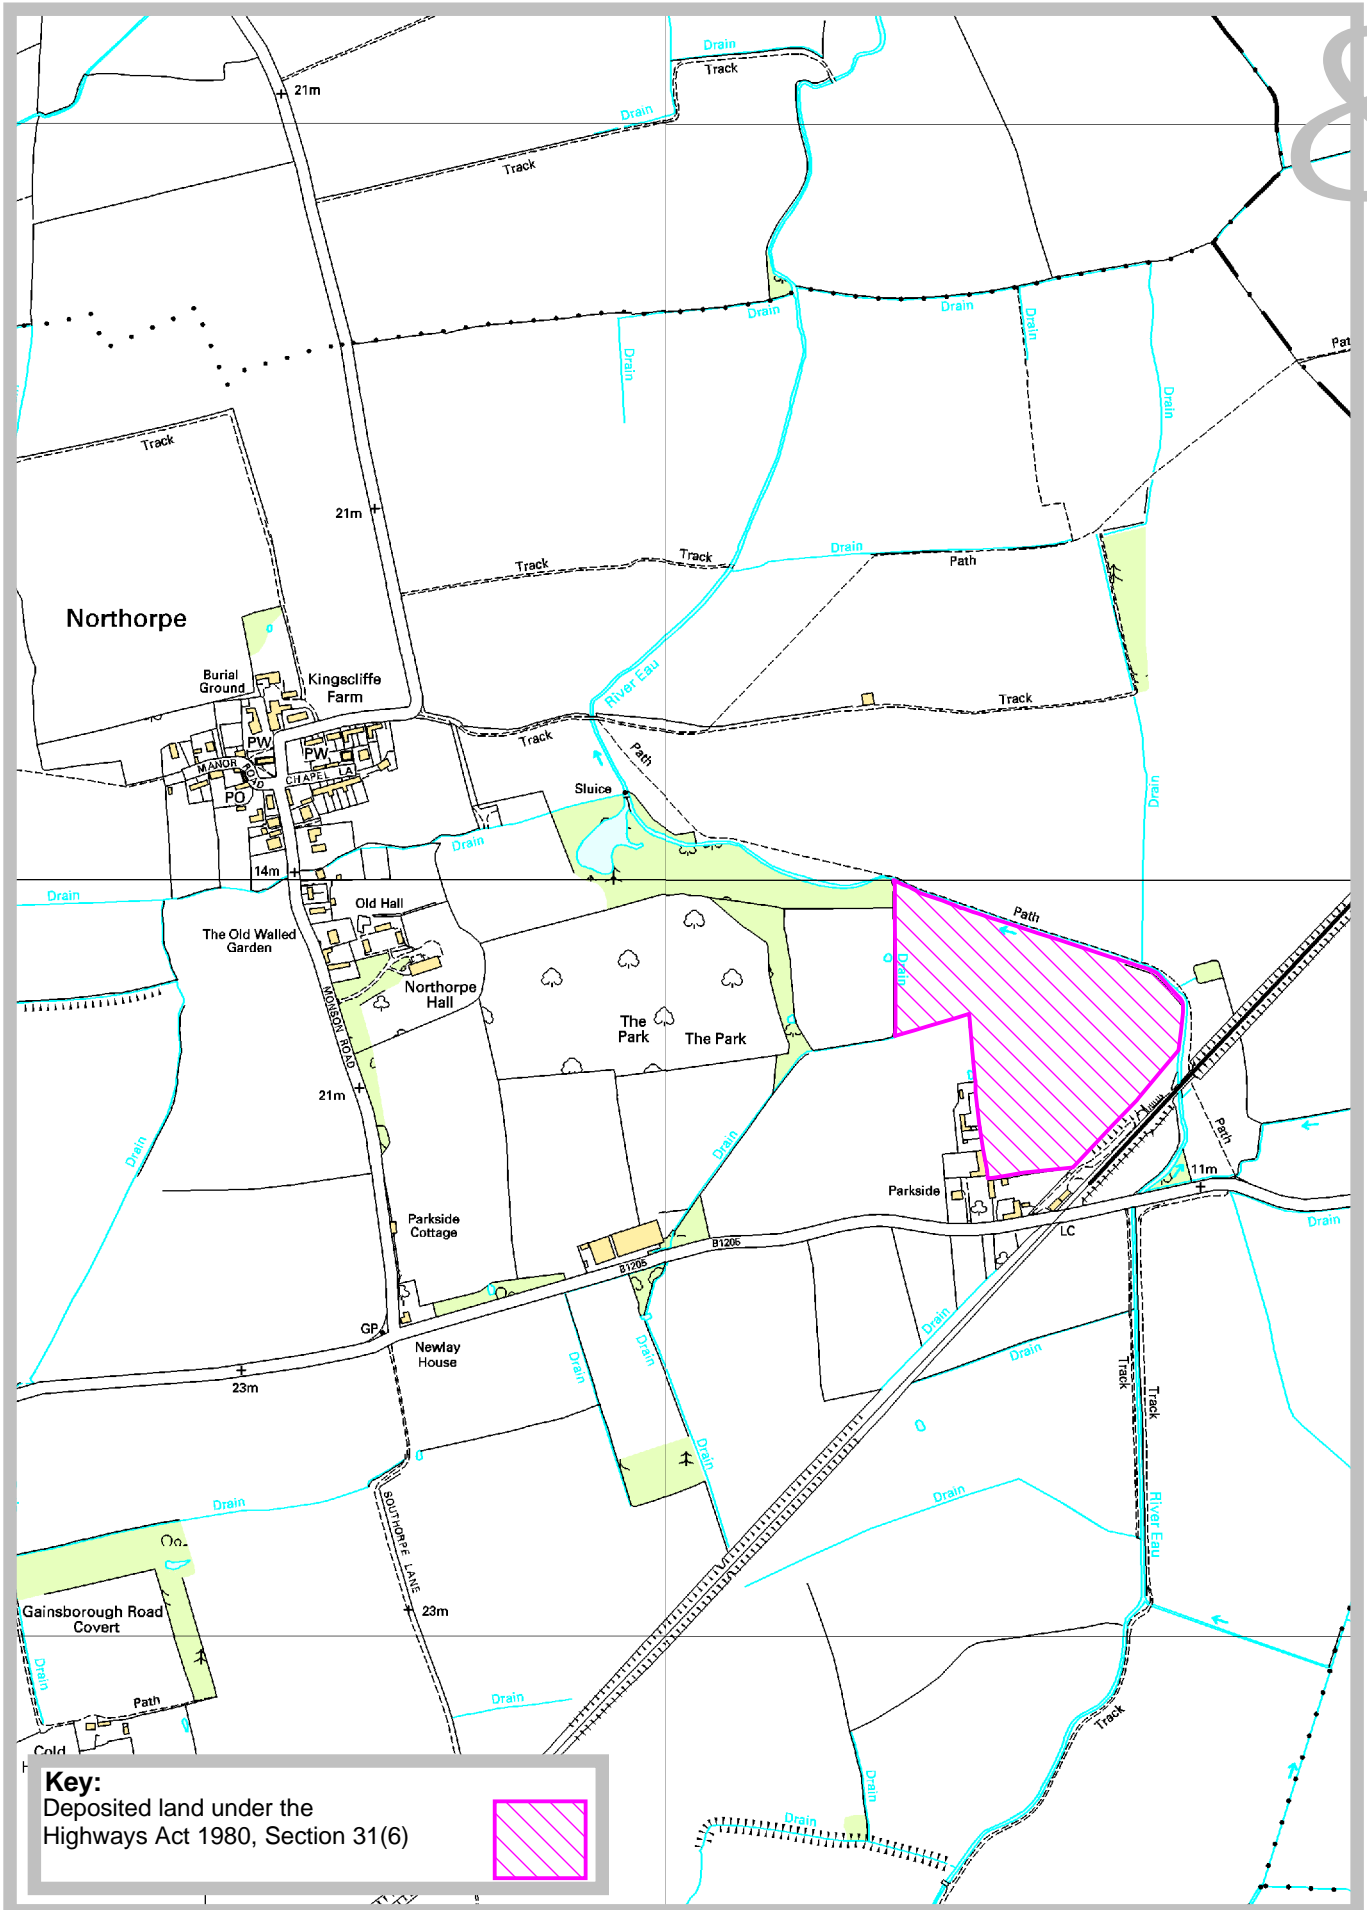 &
Drain
Track
21m
Drain
Track
Drain
Drain
Drain
Drain
Drain
Track
21m
Track
Track
Drain
Path
Northorpe
Burial
Ground
Kingscliffe
Farm
River Eau
Track
Track
Path
PW
PW
MANOR
ROAD
CHAPEL LA
PO
Sluice
Drain
Drain
14m
Drain
Old Hall
Path
The Old Walled
Garden
Drain
Northorpe
Hall
MONSON ROAD
The
Park
The Park
21m
Drain
Drain
Path
11m
Parkside
Parkside
Cottage
LC
Drain
B1205
B1205
GP
Newlay
House
Drain
Drain
Drain
Drain
23m
Track
Track
Drain
Drain
Drain
River Eau
SOUTHORPE LANE
23m
Gainsborough Road
Covert
Drain
Path
Drain
Track
Cold
Drain
Drain
Key:
Deposited land under the
Highways Act 1980, Section 31(6)